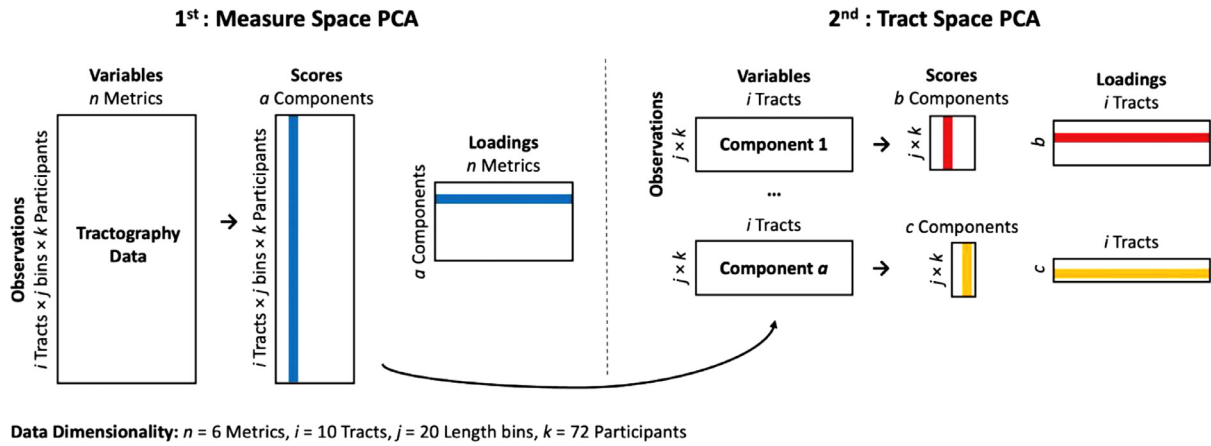 1st : Measure Space PCA
Variables
n Metrics
Observations
i Tracts × j bins × k Participants
Tractography
Data
Scores
a Components
i Tracts × j bins × k Participants
Loadings
n Metrics
a Components
2nd : Tract Space PCA
Variables
i Tracts
Observations
j × k
Component 1
Scores
b Components
j × k
Loadings
i Tracts
b
...
i Tracts
j × k
Component a
c Components
j × k
i Tracts
c
Data Dimensionality: n = 6 Metrics, i = 10 Tracts, j = 20 Length bins, k = 72 Participants